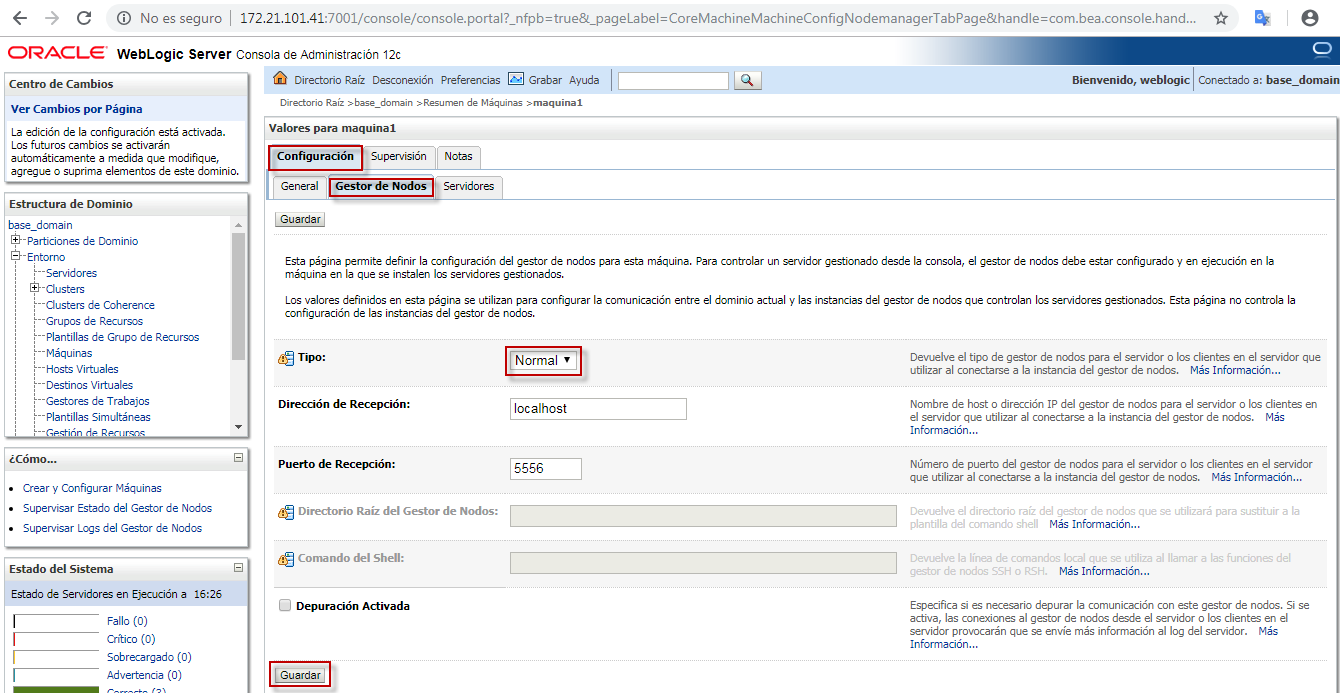 No es seguro | 172.21.101.41:7001/console/console.portal?_nfpb=true&_pageLabel=CoreMachineMachineConfigNodemanagerTabPage&handle=com.bea.console.hand...
ORACLE WebLogic Server Consola de Administración 12c
Centro de Cambios
Ver Cambios por Página
La edición de la configuración está activada.
Los futuros cambios se activarán
automáticamente a medida que modifique,
agregue o suprima elementos de este dominio.
Estructura de Dominio
base_domain
Particiones de Dominio
Entorno
Servidores
Clusters
Clusters de Coherence
Grupos de Recursos
Plantillas de Grupo de Recursos
Máquinas
Hosts Virtuales
Destinos Virtuales
Gestores de Trabajos
Plantillas Simultáneas
Gestión de Recursos
¿Cómo...
Crear y Configurar Máquinas
Supervisar Estado del Gestor de Nodos
Supervisar Logs del Gestor de Nodos
Estado del Sistema
Estado de Servidores en Ejecución a 16:26
Fallo (0)
Crítico (0)
Sobrecargado (0)
Advertencia (0)
Correcto (3)
Directorio Raíz Desconexión Preferencias Grabar Ayuda
Bienvenido, weblogic Conectado a: base_domain
Directorio Raíz >base_domain >Resumen de Máquinas >maquina1
Valores para maquina1
Configuración Supervisión Notas
General Gestor de Nodos Servidores
Guardar
Esta página permite definir la configuración del gestor de nodos para esta máquina. Para controlar un servidor gestionado desde la consola, el gestor de nodos debe estar configurado y en ejecución en la
máquina en la que se instalen los servidores gestionados.
Los valores definidos en esta página se utilizan para configurar la comunicación entre el dominio actual y las instancias del gestor de nodos que controlan los servidores gestionados. Esta página no controla la
configuración de las instancias del gestor de nodos.
Tipo:
Normal
Devuelve el tipo de gestor de nodos para el servidor o los clientes en el servidor que
utilizar al conectarse a la instancia del gestor de nodos. Más Información...
Dirección de Recepción:
localhost
Nombre de host o dirección IP del gestor de nodos para el servidor o los clientes en
el servidor que utilizar al conectarse a la instancia del gestor de nodos. Más
Información...
Puerto de Recepción:
5556
Número de puerto del gestor de nodos para el servidor o los clientes en el servidor
que utilizar al conectarse a la instancia del gestor de nodos. Más Información...
Directorio Raíz del Gestor de Nodos:
Devuelve el directorio raíz del gestor de nodos que se utilizará para sustituir a la
plantilla del comando shell Más Información...
Comando del Shell:
Devuelve la línea de comandos local que se utiliza al llamar a las funciones del
gestor de nodos SSH o RSH. Más Información...
Depuración Activada
Especifica si es necesario depurar la comunicación con este gestor de nodos. Si se
activa, las conexiones al gestor de nodos desde el servidor o los clientes en el
servidor provocarán que se envíe más información al log del servidor. Más
Información...
Guardar